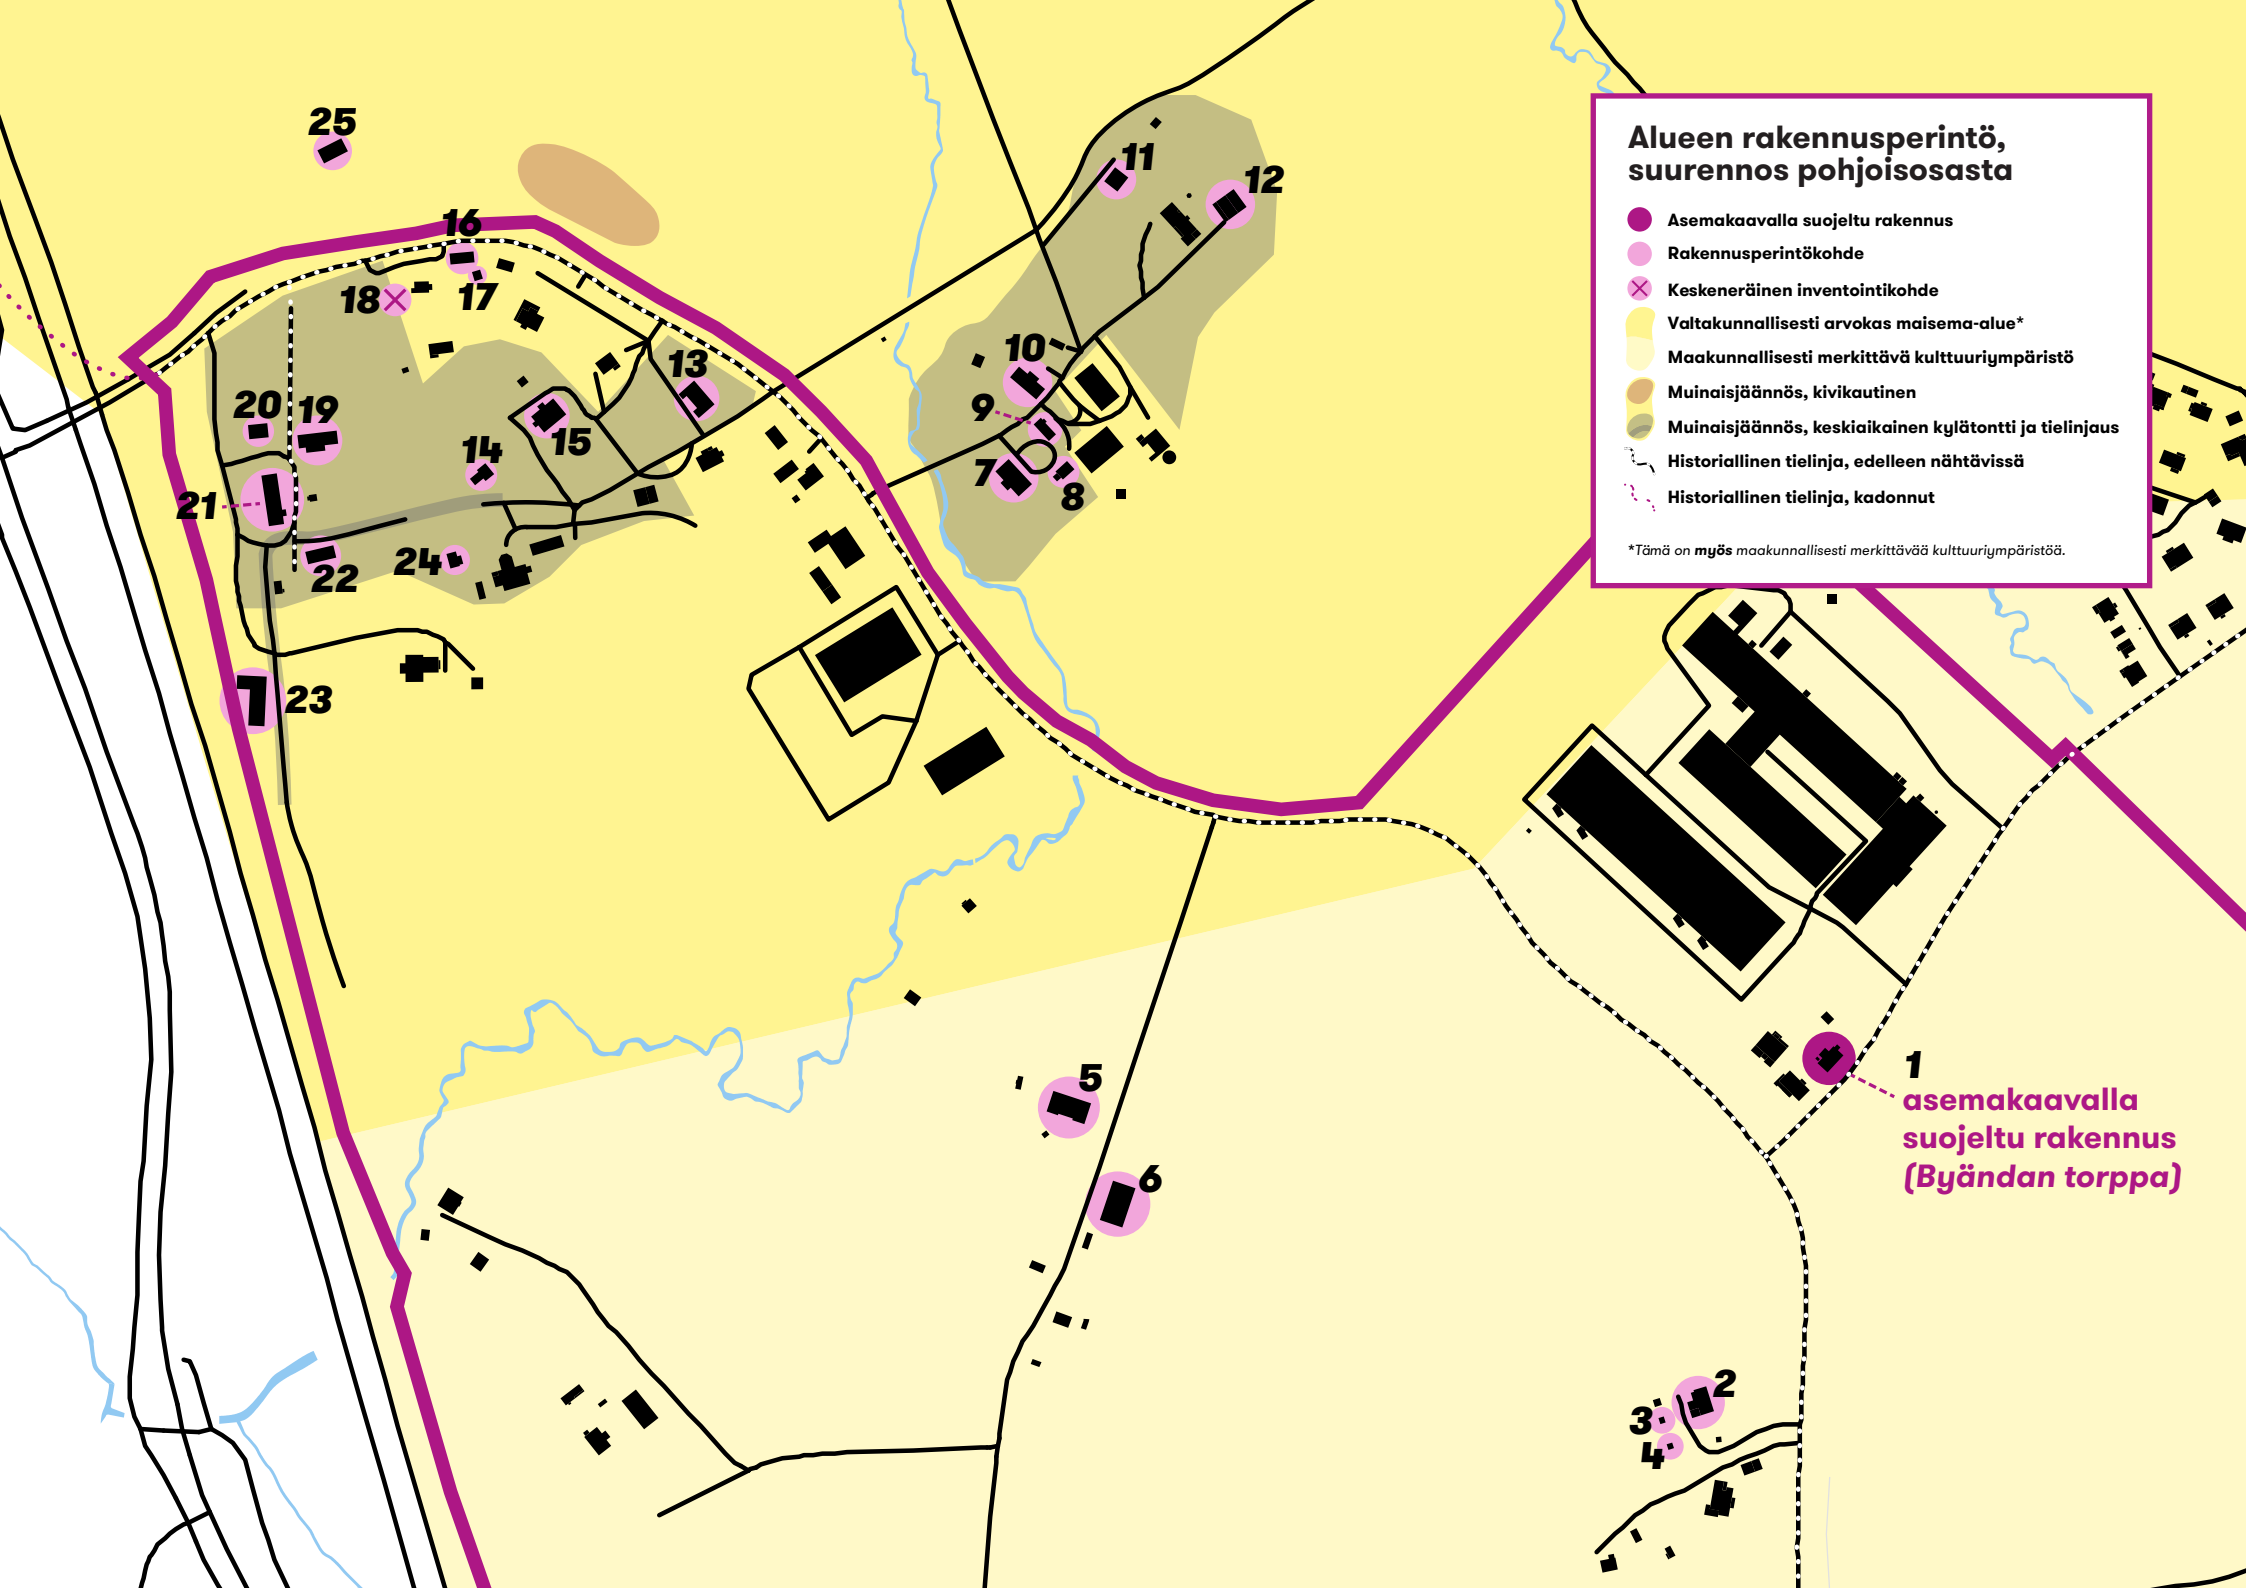 Alueen rakennusperintö,
suurennos pohjoisosasta
Asemakaavalla suojeltu rakennus
Rakennusperintökohde
Keskeneräinen inventointikohde
Valtakunnallisesti arvokas maisema-alue*
Maakunnallisesti merkittävä kulttuuriympäristö
Muinaisjäännös, kivikautinen
Muinaisjäännös, keskiaikainen kylätontti ja tielinjaus
Historiallinen tielinja, edelleen nähtävissä
Historiallinen tielinja, kadonnut
*Tämä on myös maakunnallisesti merkittävää kulttuuriympäristöä.
25
11
12
16
18
17
10
13
9
20
19
15
14
7
8
21
24
22
23
1
asemakaavalla
suojeltu rakennus
(Byändan torppa)
5
6
2
3
4